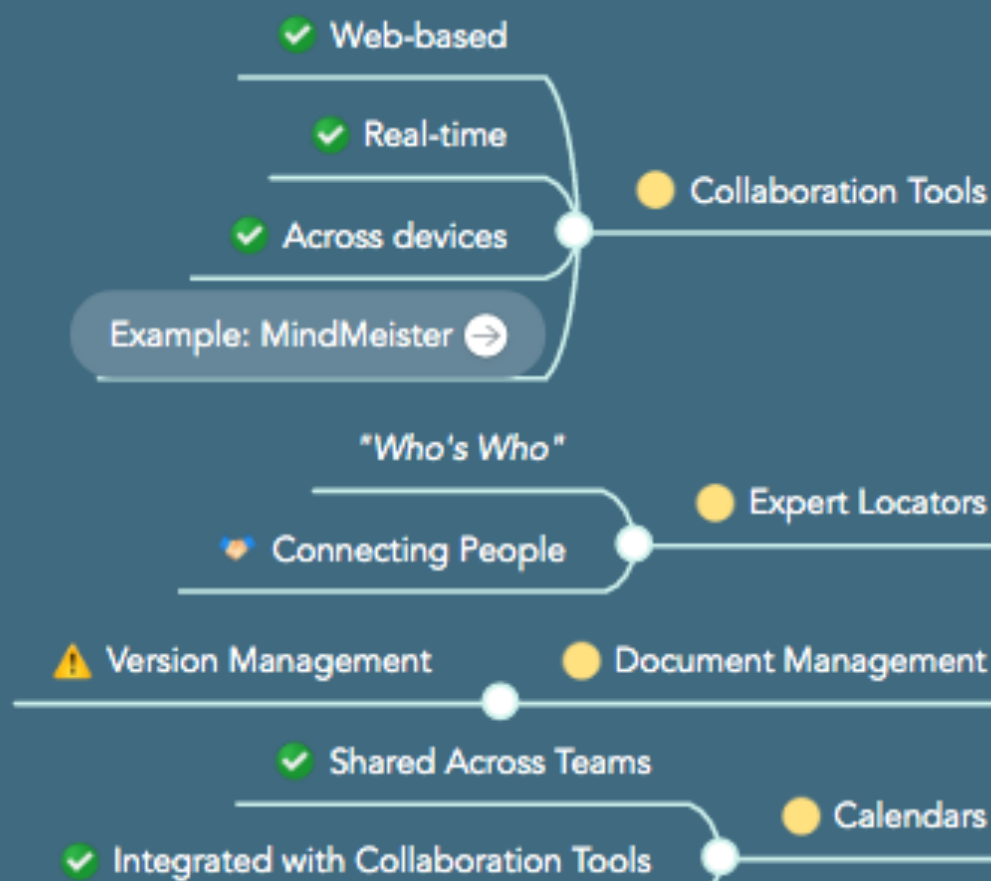 Web-based
Real-time
Collaboration Tools
Across devices
Example: MindMeister
"Who's Who"
Expert Locators
Connecting People
Version Management
Document Management
Shared Across Teams
Calendars
Integrated with Collaboration Tools